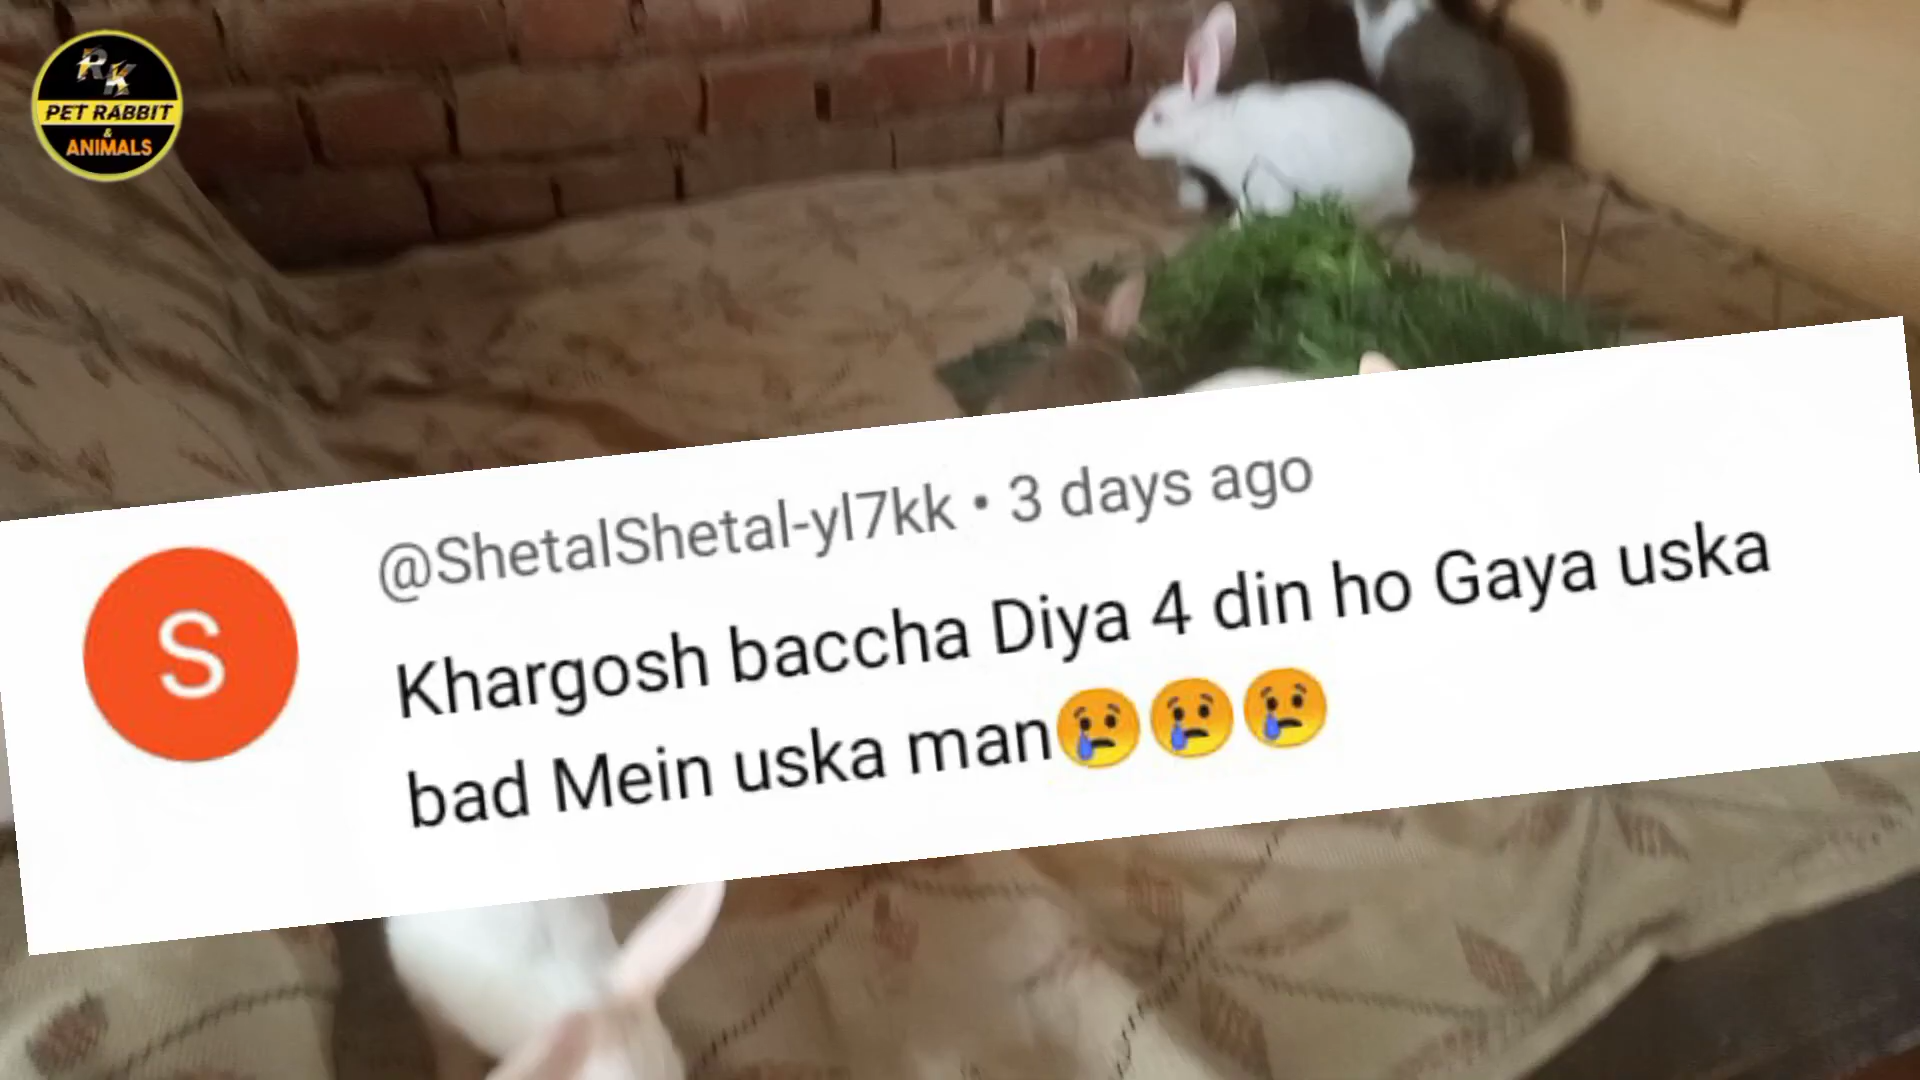 RK
PET RABBIT
&
ANIMALS
@ShetalShetal-yl7kk • 3 days ago
Khargosh baccha Diya 4 din ho Gaya uska
bad Mein uska man😢😢😢
S